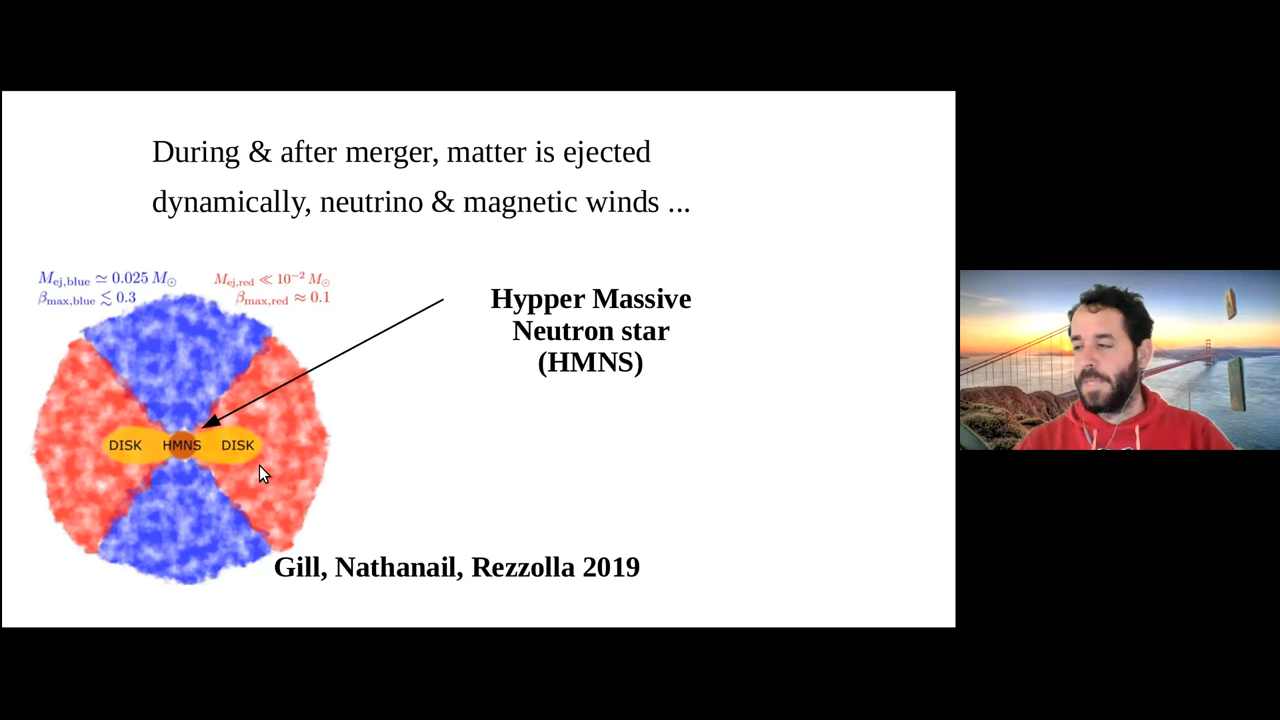 During & after merger, matter is ejected
dynamically, neutrino & magnetic winds ...
M_ej,blue ≃ 0.025 M_⊙
β_max,blue ≲ 0.3
M_ej,red ≪ 10^-2 M_⊙
β_max,red ≈ 0.1
Hypper Massive
Neutron star
(HMNS)
DISK HMNS DISK
Gill, Nathanail, Rezzolla 2019